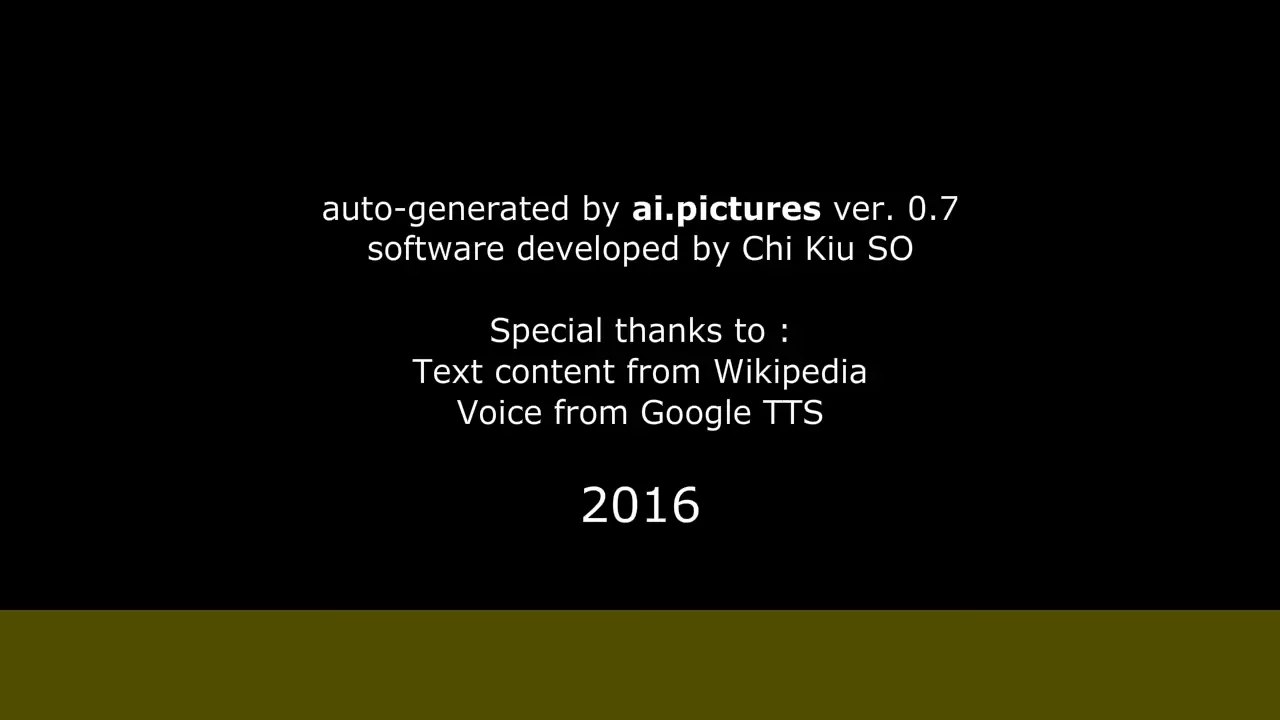 auto-generated by ai.pictures ver. 0.7
software developed by Chi Kiu SO
Special thanks to :
Text content from Wikipedia
Voice from Google TTS
2016